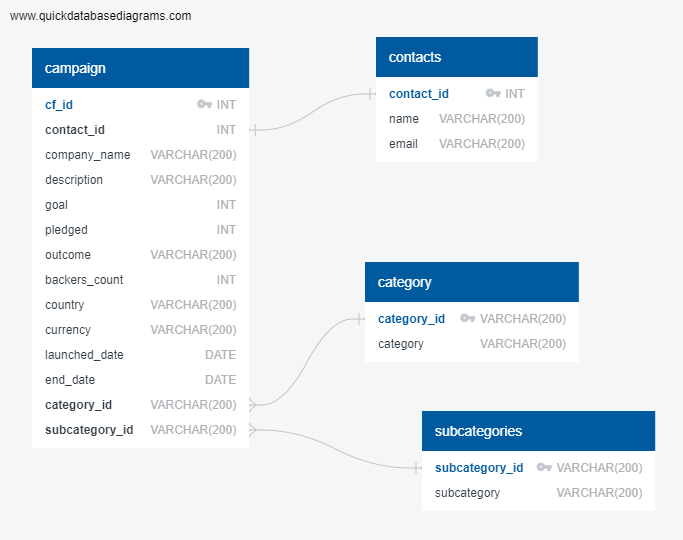 www.quickdatabasediagrams.com
campaign
cf_id INT
contact_id INT
company_name VARCHAR(200)
description VARCHAR(200)
goal INT
pledged INT
outcome VARCHAR(200)
backers_count INT
country VARCHAR(200)
currency VARCHAR(200)
launched_date DATE
end_date DATE
category_id VARCHAR(200)
subcategory_id VARCHAR(200)
contacts
contact_id INT
name VARCHAR(200)
email VARCHAR(200)
category
category_id VARCHAR(200)
category VARCHAR(200)
subcategories
subcategory_id VARCHAR(200)
subcategory VARCHAR(200)